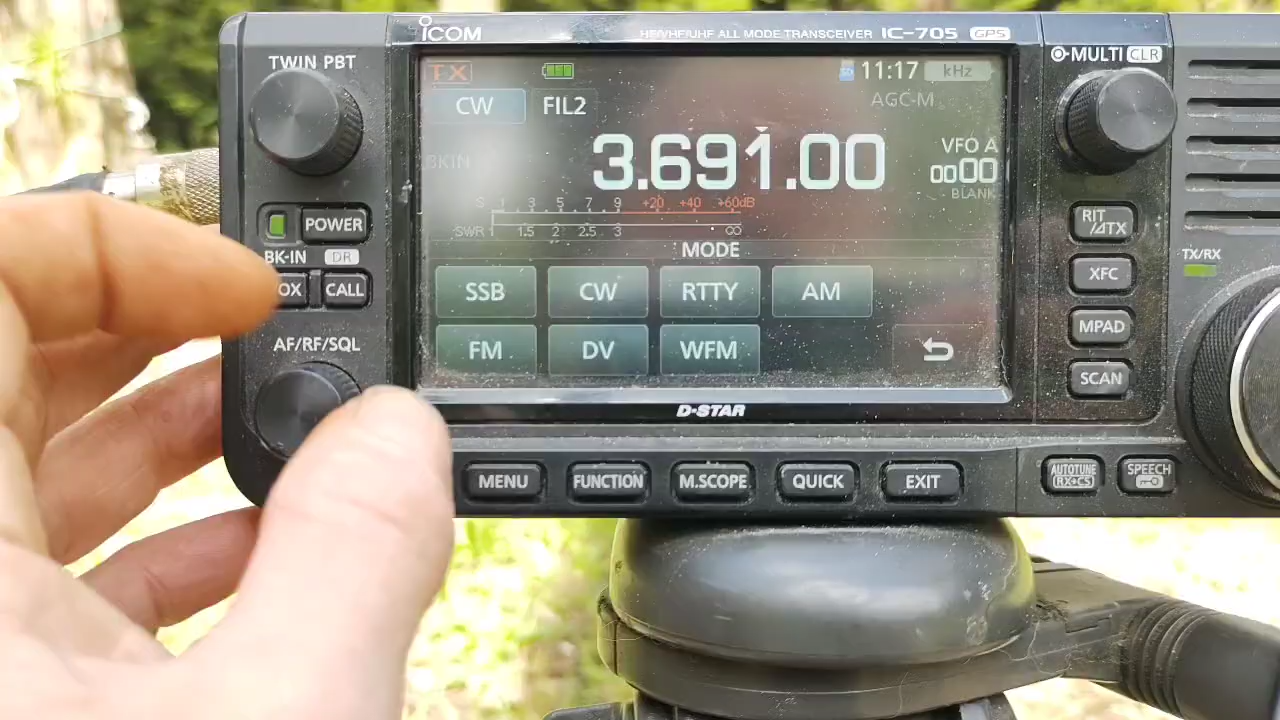 ICOM HF/VHF/UHF ALL MODE TRANSCEIVER IC-705 GPS
TWIN PBT
MULTI CLR
TX 11:17 kHz
CW FIL2 AGC-M
BKIN 3.691.00 VFO A
00 00
BLANK
S 1 3 5 7 9 +20 +40 +60dB
SWR 1 1.5 2 2.5 3 ∞
MODE
SSB CW RTTY AM
FM DV WFM
POWER
BK-IN DR
OX CALL
AF/RF/SQL
RIT
/⊿TX
XFC
MPAD
SCAN
TX/RX
D-STAR
MENU FUNCTION M.SCOPE QUICK EXIT
AUTOTUNE
RX→CS
SPEECH